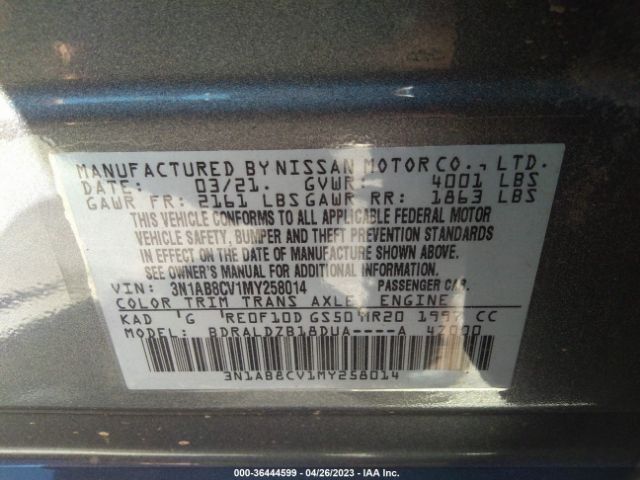 MANUFACTURED BY NISSAN MOTOR CO., LTD.
DATE: 03/21. GVWR: 4001 LBS
GAWR FR: 2161 LBS GAWR RR: 1863 LBS
THIS VEHICLE CONFORMS TO ALL APPLICABLE FEDERAL MOTOR
VEHICLE SAFETY, BUMPER AND THEFT PREVENTION STANDARDS
IN EFFECT ON THE DATE OF MANUFACTURE SHOWN ABOVE.
SEE OWNER'S MANUAL FOR ADDITIONAL INFORMATION.
VIN: 3N1AB8CV1MY258014 PASSENGER CAR.
COLOR TRIM TRANS AXLE ENGINE
KAD G RE0F10D GS50 MR20 1997 CC
MODEL: BDRALDZB18DUA----A 4Z000
3N1AB8CV1MY258014
000-36444599 - 04/26/2023 - IAA Inc.